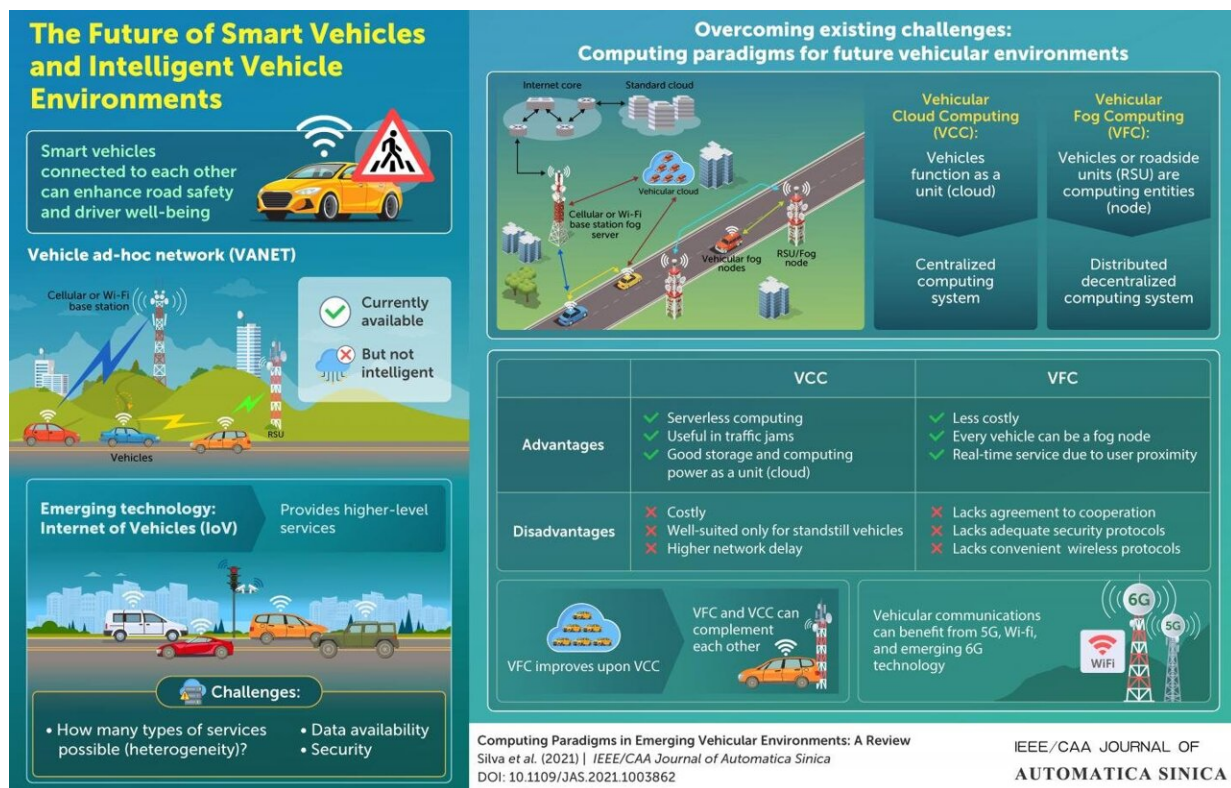 The Future of Smart Vehicles
and Intelligent Vehicle
Environments
Smart vehicles
connected to each other
can enhance road safety
and driver well-being
Vehicle ad-hoc network (VANET)
Cellular or Wi-Fi
base station
Currently
available
But not
intelligent
RSU
Vehicles
Emerging technology:
Internet of Vehicles (IoV)
Provides higher-level
services
Challenges:
• How many types of services
possible (heterogeneity)?
• Data availability
• Security
Overcoming existing challenges:
Computing paradigms for future vehicular environments
Internet core
Standard cloud
Vehicular cloud
Cellular or Wi-Fi
base station fog
server
Vehicular fog
nodes
RSU/Fog
node
Vehicular
Cloud Computing
(VCC):
Vehicles
function as a
unit (cloud)
Centralized
computing
system
Vehicular
Fog Computing
(VFC):
Vehicles or roadside
units (RSU) are
computing entities
(node)
Distributed
decentralized
computing system
VCC
VFC
Advantages
Serverless computing
Useful in traffic jams
Good storage and computing
power as a unit (cloud)
Less costly
Every vehicle can be a fog node
Real-time service due to user proximity
Disadvantages
Costly
Well-suited only for standstill vehicles
Higher network delay
Lacks agreement to cooperation
Lacks adequate security protocols
Lacks convenient wireless protocols
VFC improves upon VCC
VFC and VCC can
complement
each other
Vehicular communications
can benefit from 5G, Wi-fi,
and emerging 6G
technology
6G
5G
WiFi
Computing Paradigms in Emerging Vehicular Environments: A Review
Silva et al. (2021) | IEEE/CAA Journal of Automatica Sinica
DOI: 10.1109/JAS.2021.1003862
IEEE/CAA JOURNAL OF
AUTOMATICA SINICA